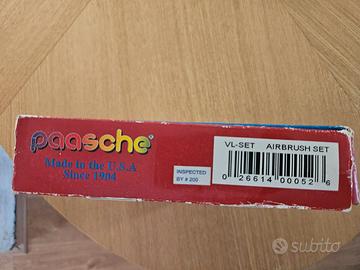 paasche®
Made in the U.S.A
Since 1904
INSPECTED
BY # 200
VL-SET AIRBRUSH SET
0 26614 00052 6
subito